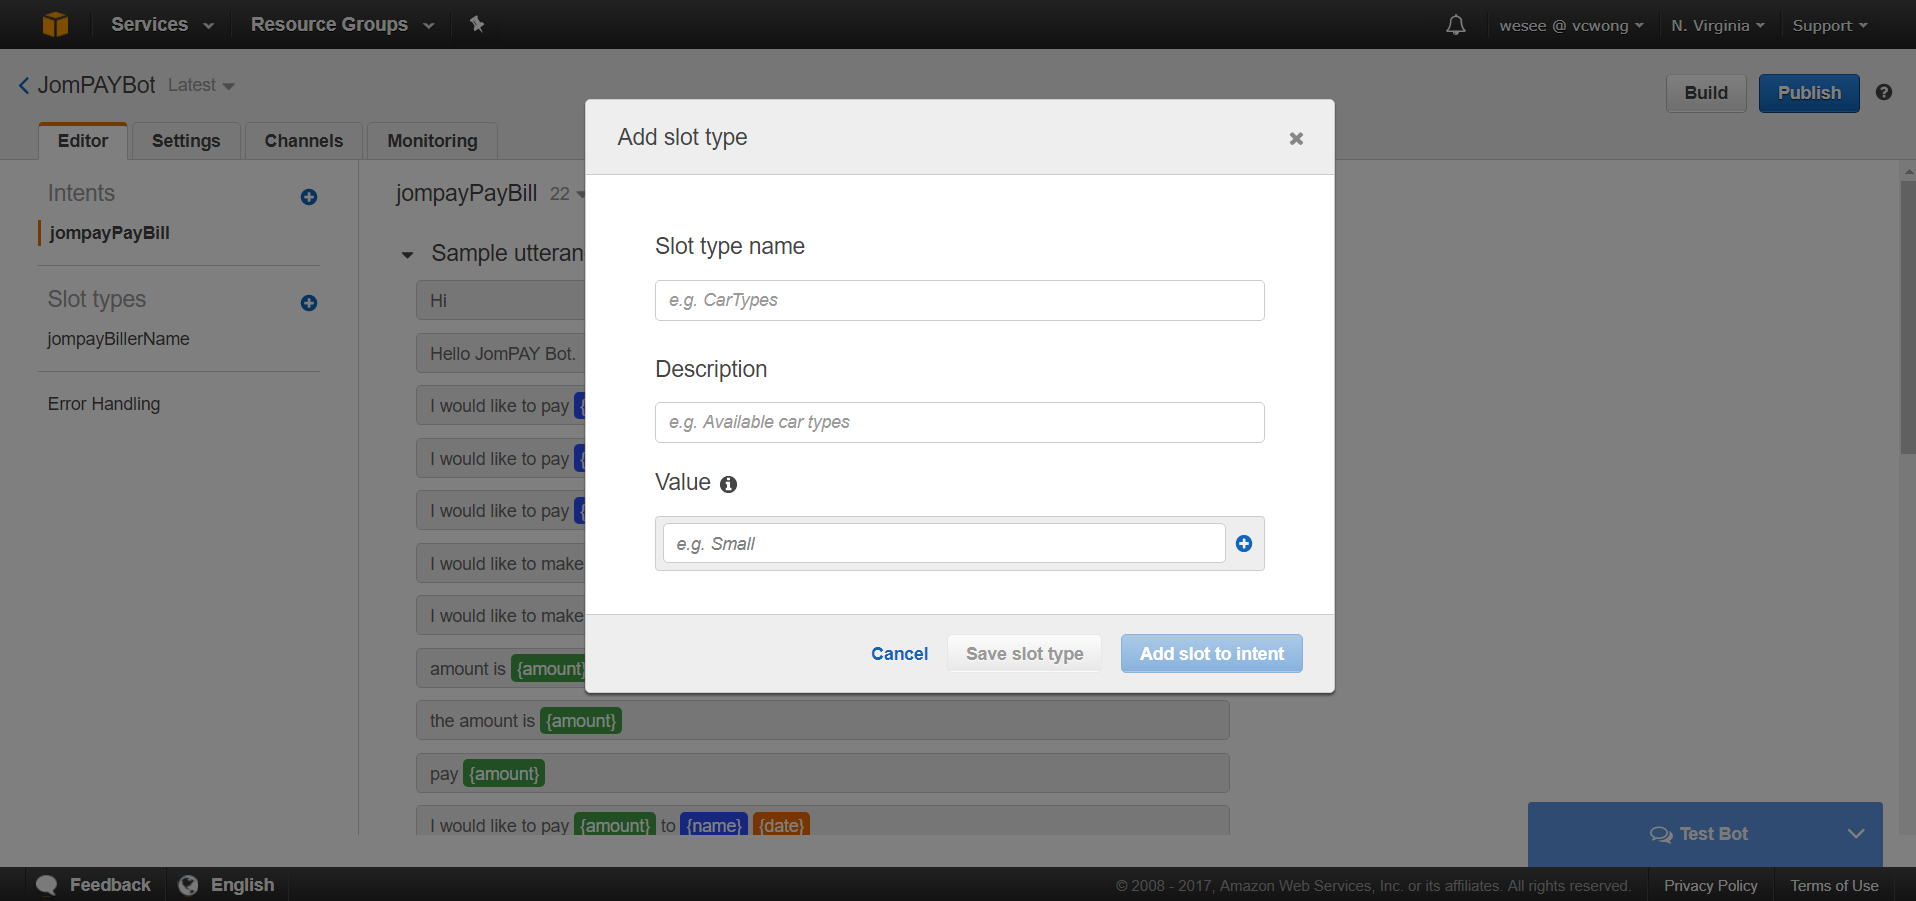 Services Resource Groups wesee @ vcwong N. Virginia Support
JomPAYBot Latest Build Publish ?
Editor Settings Channels Monitoring
Intents
jompayPayBill
Slot types
jompayBillerName
Error Handling
jompayPayBill 22
Sample utteran
Hi
Hello JomPAY Bot.
I would like to pay {
I would like to pay {
I would like to pay {
I would like to make
I would like to make
amount is {amount}
the amount is {amount}
pay {amount}
I would like to pay {amount} to {name} {date}
Add slot type
Slot type name
e.g. CarTypes
Description
e.g. Available car types
Value
e.g. Small
Cancel Save slot type Add slot to intent
Test Bot
Feedback English © 2008 - 2017, Amazon Web Services, Inc. or its affiliates. All rights reserved. Privacy Policy Terms of Use